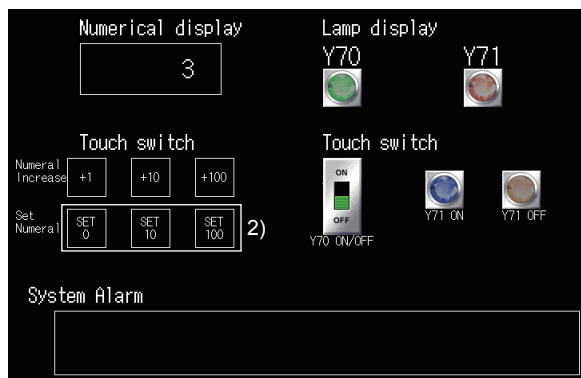 Numerical display
3
Lamp display
Y70
Y71
Touch switch
Numeral
Increase
+1
+10
+100
Set
Numeral
SET
0
SET
10
SET
100
2)
Touch switch
ON
OFF
Y70 ON/OFF
Y71 ON
Y71 OFF
System Alarm